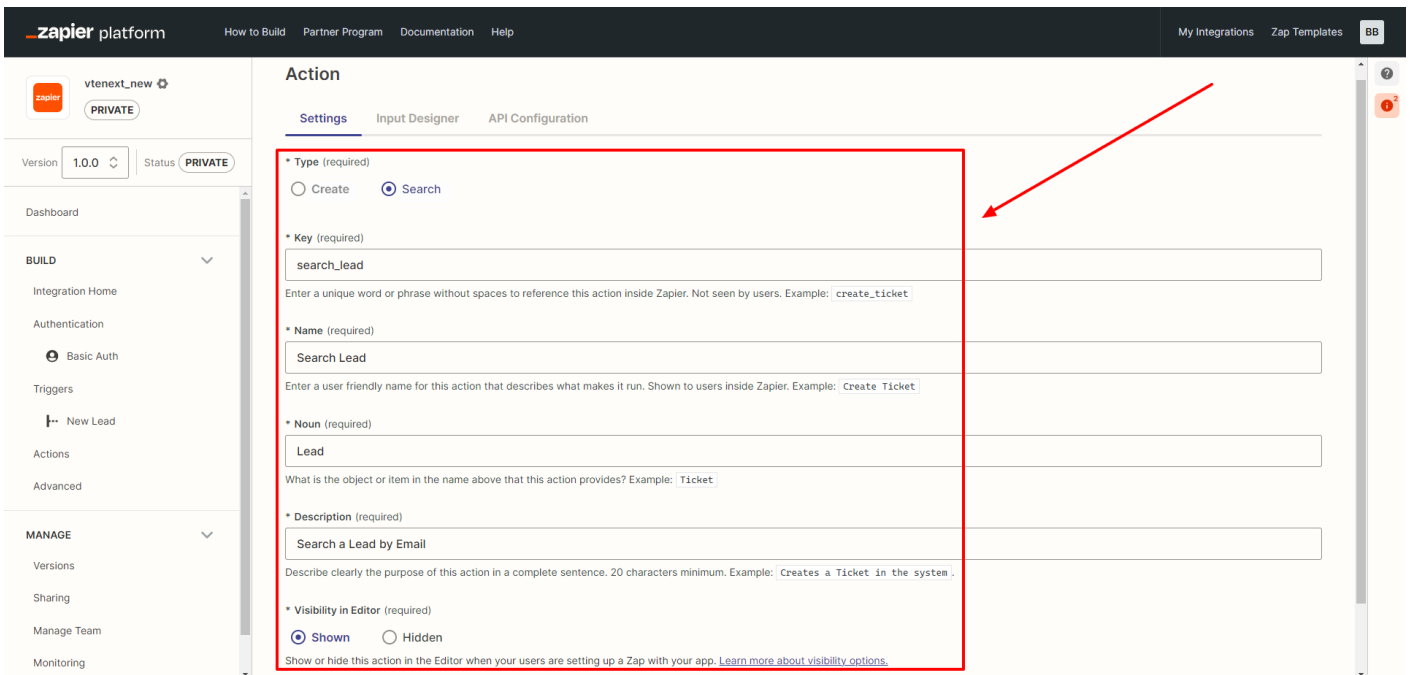 zapier platform How to Build Partner Program Documentation Help My Integrations Zap Templates BB
zapier
vtenext_new
PRIVATE
Version 1.0.0 Status PRIVATE
Dashboard
BUILD
Integration Home
Authentication
Basic Auth
Triggers
New Lead
Actions
Advanced
MANAGE
Versions
Sharing
Manage Team
Monitoring
Action
Settings Input Designer API Configuration
* Type (required)
Create Search
* Key (required)
search_lead
Enter a unique word or phrase without spaces to reference this action inside Zapier. Not seen by users. Example: create_ticket
* Name (required)
Search Lead
Enter a user friendly name for this action that describes what makes it run. Shown to users inside Zapier. Example: Create Ticket
* Noun (required)
Lead
What is the object or item in the name above that this action provides? Example: Ticket
* Description (required)
Search a Lead by Email
Describe clearly the purpose of this action in a complete sentence. 20 characters minimum. Example: Creates a Ticket in the system.
* Visibility in Editor (required)
Shown Hidden
Show or hide this action in the Editor when your users are setting up a Zap with your app. Learn more about visibility options.
2